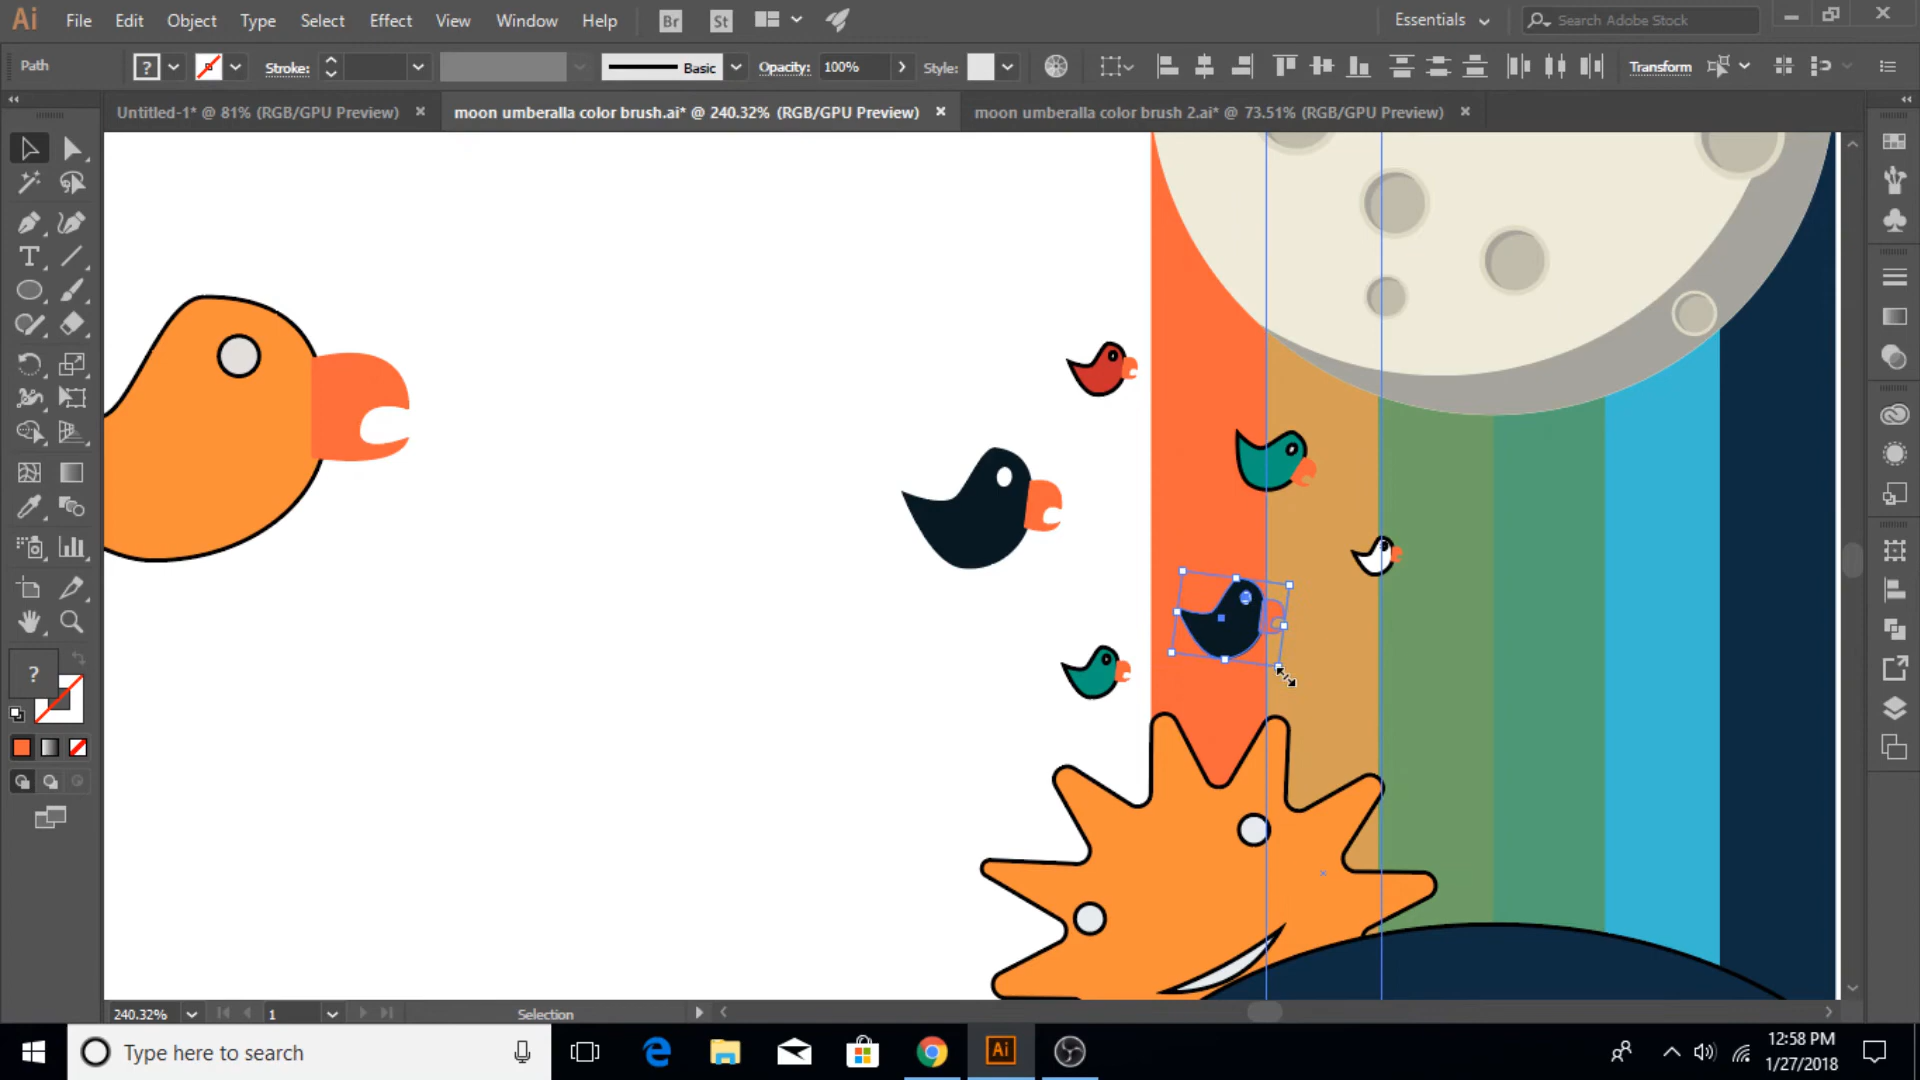 Ai File Edit Object Type Select Effect View Window Help Br St Essentials Search Adobe Stock
Path ? Stroke: Basic Opacity: 100% Style: Transform
Untitled-1* @ 81% (RGB/GPU Preview) × moon umberalla color brush.ai* @ 240.32% (RGB/GPU Preview) × moon umberalla color brush 2.ai* @ 73.51% (RGB/GPU Preview) ×
T
?
240.32% 1 Selection
Type here to search Ai 12:58 PM
1/27/2018